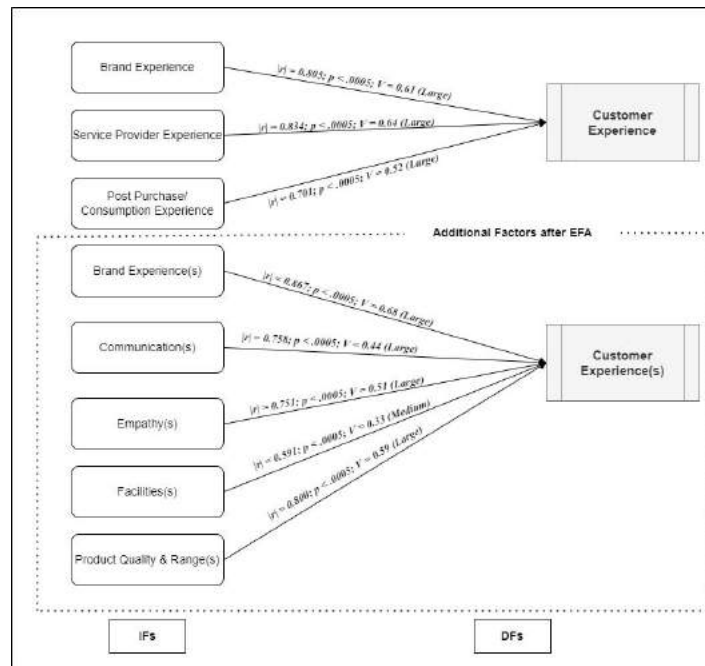 Brand Experience
|r| = 0.805; p < .0005; V = 0.61 (Large)
Service Provider Experience
|r| = 0.834; p < .0005; V = 0.64 (Large)
Post Purchase/
Consumption Experience
|r| = 0.701; p < .0005; V = 0.52 (Large)
Customer
Experience
Additional Factors after EFA
Brand Experience(s)
|r| = 0.867; p < .0005; V = 0.68 (Large)
Communication(s)
|r| = 0.758; p < .0005; V = 0.44 (Large)
Empathy(s)
|r| = 0.751; p < .0005; V = 0.51 (Large)
Facilities(s)
|r| = 0.591; p < .0005; V = 0.33 (Medium)
Product Quality & Range(s)
|r| = 0.800; p < .0005; V = 0.59 (Large)
Customer
Experience(s)
IFs
DFs